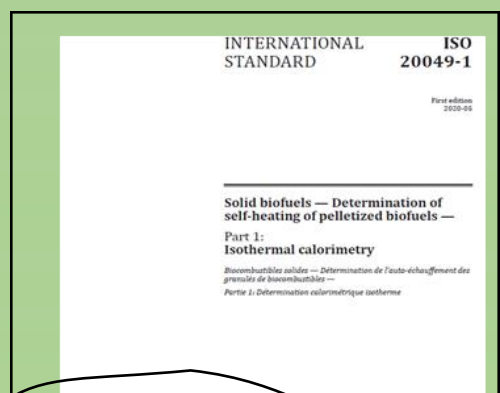 INTERNATIONAL STANDARD
ISO 20049-1
First edition
2020-06
Solid biofuels — Determination of
self-heating of pelletized biofuels —
Part 1:
Isothermal calorimetry
Biocombustibles solides — Détermination de l'auto-échauffement des
granulés de biocombustibles —
Partie 1: Détermination calorimétrique isotherme